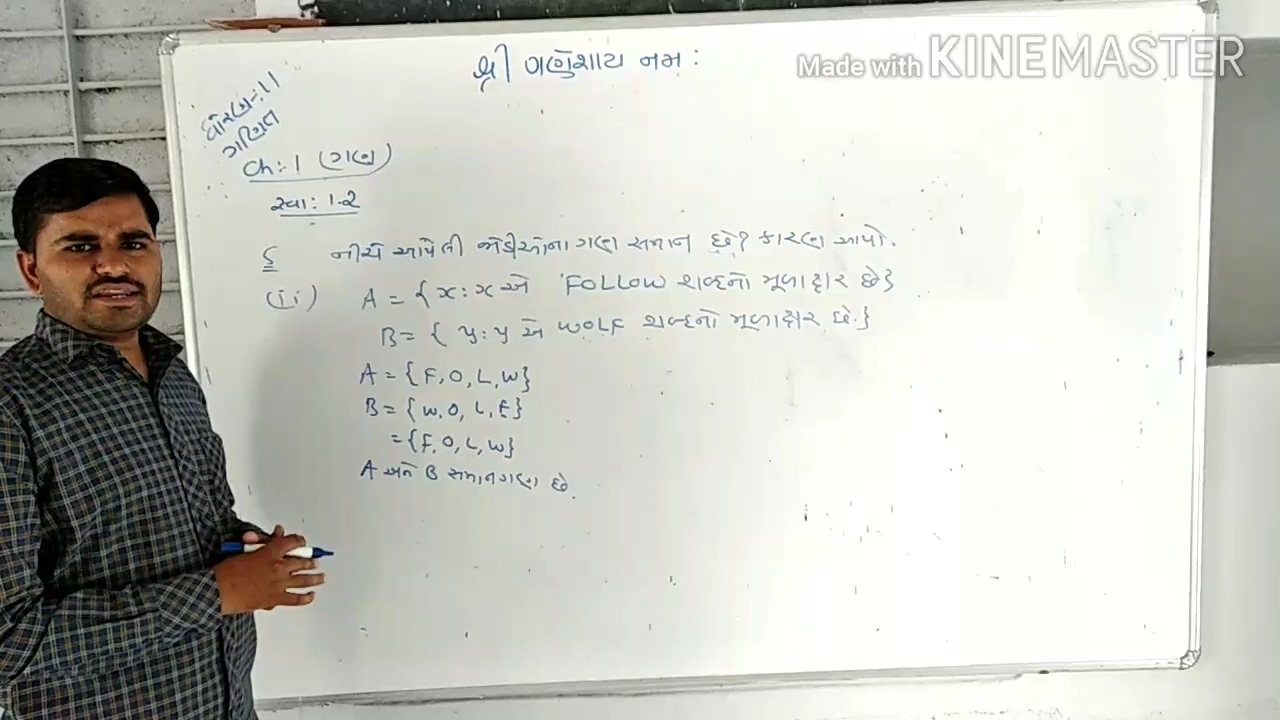 શ્રી ગણેશાય નમઃ
Made with KINEMASTER
ધોરણ:-11
ગણિત
Ch:-1 (ગણ)
સ્વા: 1.2
૬ નીચે આપેલી જોડીઓના ગણ સમાન છે? કારણ આપો.
(ii) A = { x : x એ 'FOLLOW શબ્દનો મૂળાક્ષર છે}
B = { y : y એ WOLF શબ્દનો મૂળાક્ષર છે.}
A = {F, O, L, W}
B = {W, O, L, F}
= {F, O, L, W}
A અને B સમાનગણ છે.